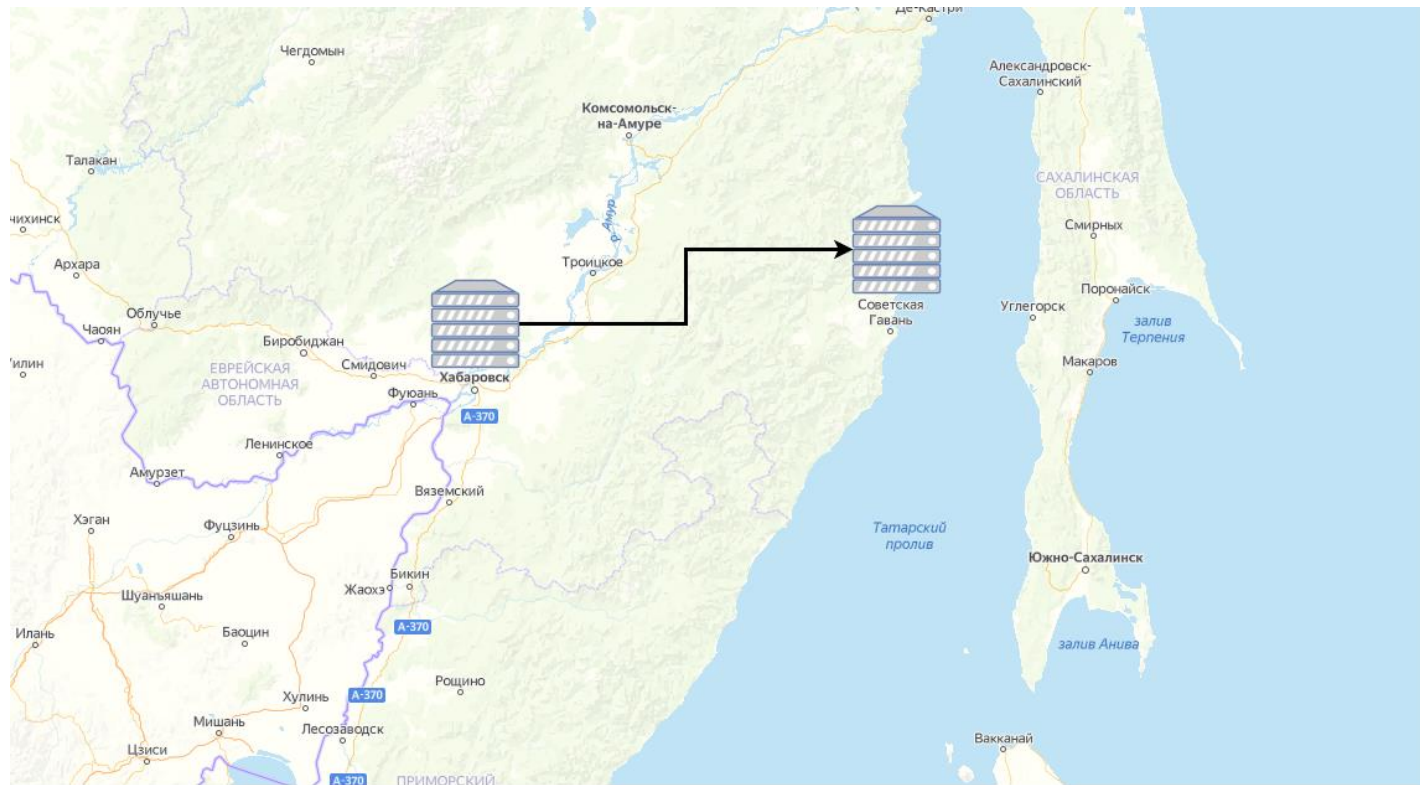 Де-Кастри
Чегдомын
Александровск-
Сахалинский
Комсомольск-
на-Амуре
Талакан
САХАЛИНСКАЯ
ОБЛАСТЬ
чихинск
р. Амур
Смирных
Архара
Троицкое
Поронайск
Облучье
Советская
Гавань
Углегорск
Чаоян
залив
Терпения
Биробиджан
Макаров
Смидович
ЕВРЕЙСКАЯ
АВТОНОМНАЯ
ОБЛАСТЬ
Хабаровск
Фуюань
А-370
Ленинское
Амурзет
Вяземский
Хэган
Фуцзинь
Татарский
пролив
Южно-Сахалинск
Бикин
Жаохэ
Шуанъяшань
А-370
Илань
Баоцин
залив Анива
Рощино
Хулинь
А-370
Мишань
Лесозаводск
Вакканай
Цзиси
А-370
ПРИМОРСКИЙ